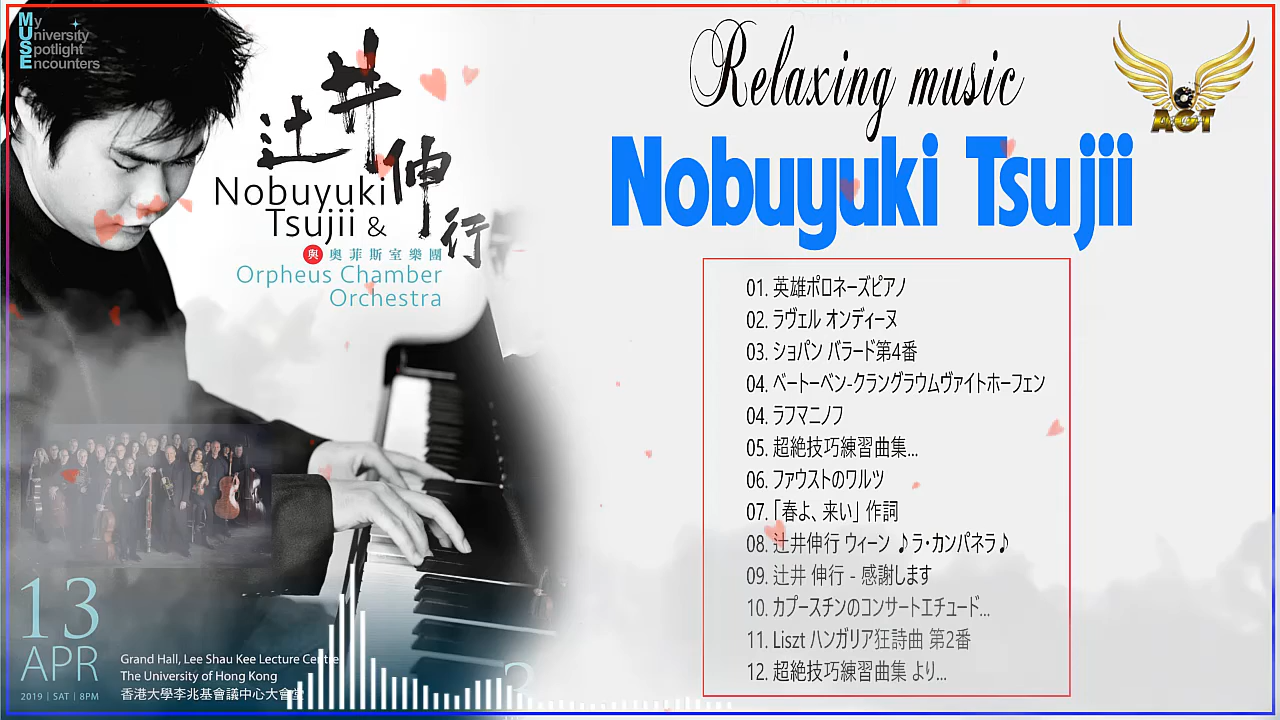 My
University
Spotlight
Encounters
辻井伸行
Nobuyuki
Tsujii &
與 奧菲斯室樂團
Orpheus Chamber
Orchestra
13
APR
2019 | SAT | 8PM
Grand Hall, Lee Shau Kee Lecture Centre
The University of Hong Kong
香港大學李兆基會議中心大會堂
Relaxing music
ACT
Nobuyuki Tsujii
01. 英雄ポロネーズピアノ
02. ラヴェル オンディーヌ
03. ショパン バラード第4番
04. ベートーベン-クラングラウムヴァイトホーフェン
04. ラフマニノフ
05. 超絶技巧練習曲集...
06. ファウストのワルツ
07. 「春よ、来い」 作詞
08. 辻井伸行 ウィーン ♪ラ・カンパネラ♪
09. 辻井 伸行 - 感謝します
10. カプースチンのコンサートエチュード...
11. Liszt ハンガリア狂詩曲 第2番
12. 超絶技巧練習曲集 より...